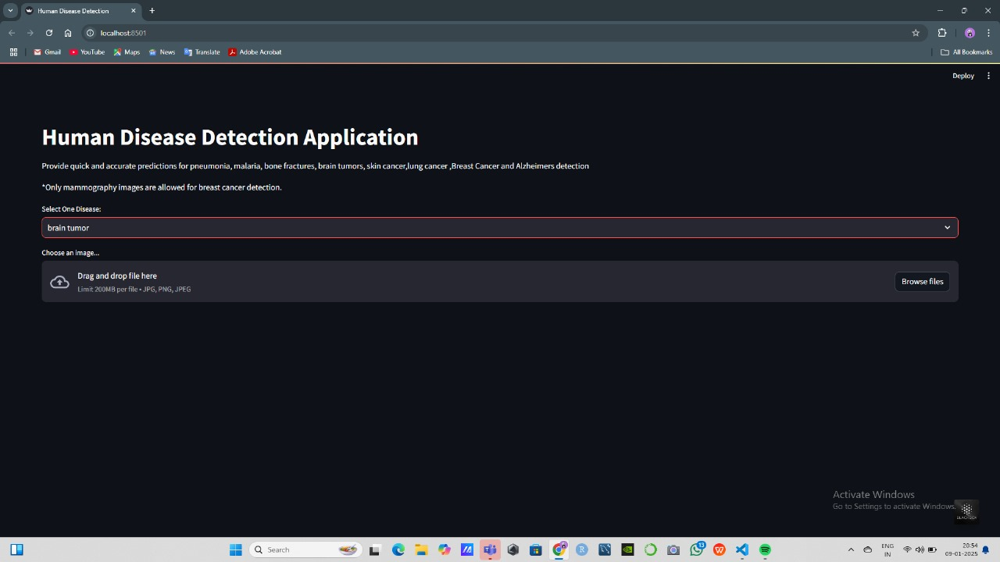 Human Disease Detection
localhost:8501
Gmail
YouTube
Maps
News
Translate
Adobe Acrobat
All Bookmarks
Deploy
Human Disease Detection Application
Provide quick and accurate predictions for pneumonia, malaria, bone fractures, brain tumors, skin cancer,lung cancer ,Breast Cancer and Alzheimers detection
*Only mammography images are allowed for breast cancer detection.
Select One Disease:
brain tumor
Choose an image...
Drag and drop file here
Limit 200MB per file • JPG, PNG, JPEG
Browse files
Activate Windows
Go to Settings to activate Windows.
BLACKBOX
Search
R
W
13
ENG
IN
20:54
09-01-2025